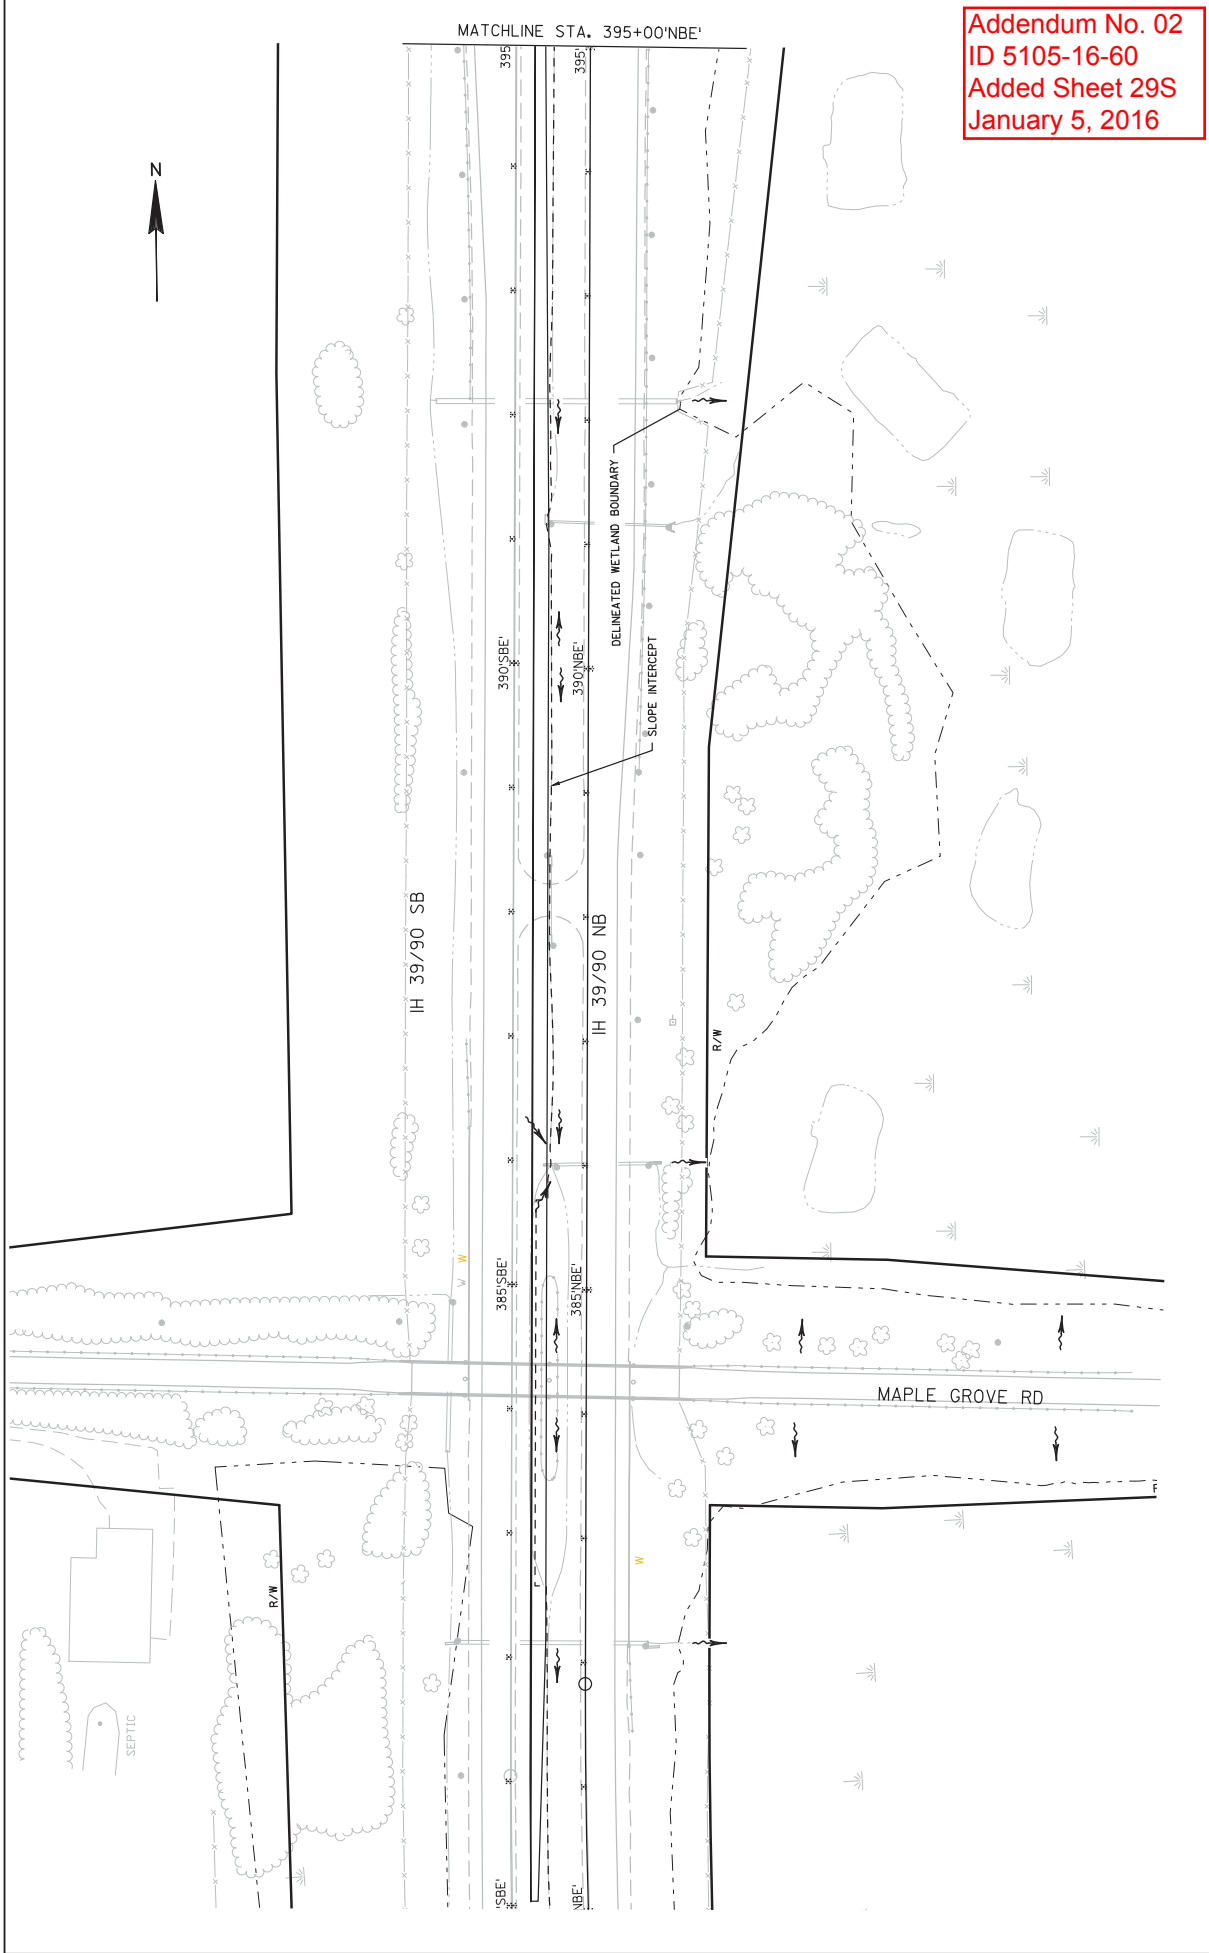 MATCHLINE STA. 395+00'NBE'
Addendum No. 02
ID 5105-16-60
Added Sheet 29S
January 5, 2016
395'
395'
N
DELINEATED WETLAND BOUNDARY
390'SBE'
390'NBE'
SLOPE INTERCEPT
IH 39/90 SB
IH 39/90 NB
R/W
W
W
385'SBE'
385'NBE'
MAPLE GROVE RD
W
R/W
SEPTIC
'SBE'
NBE'